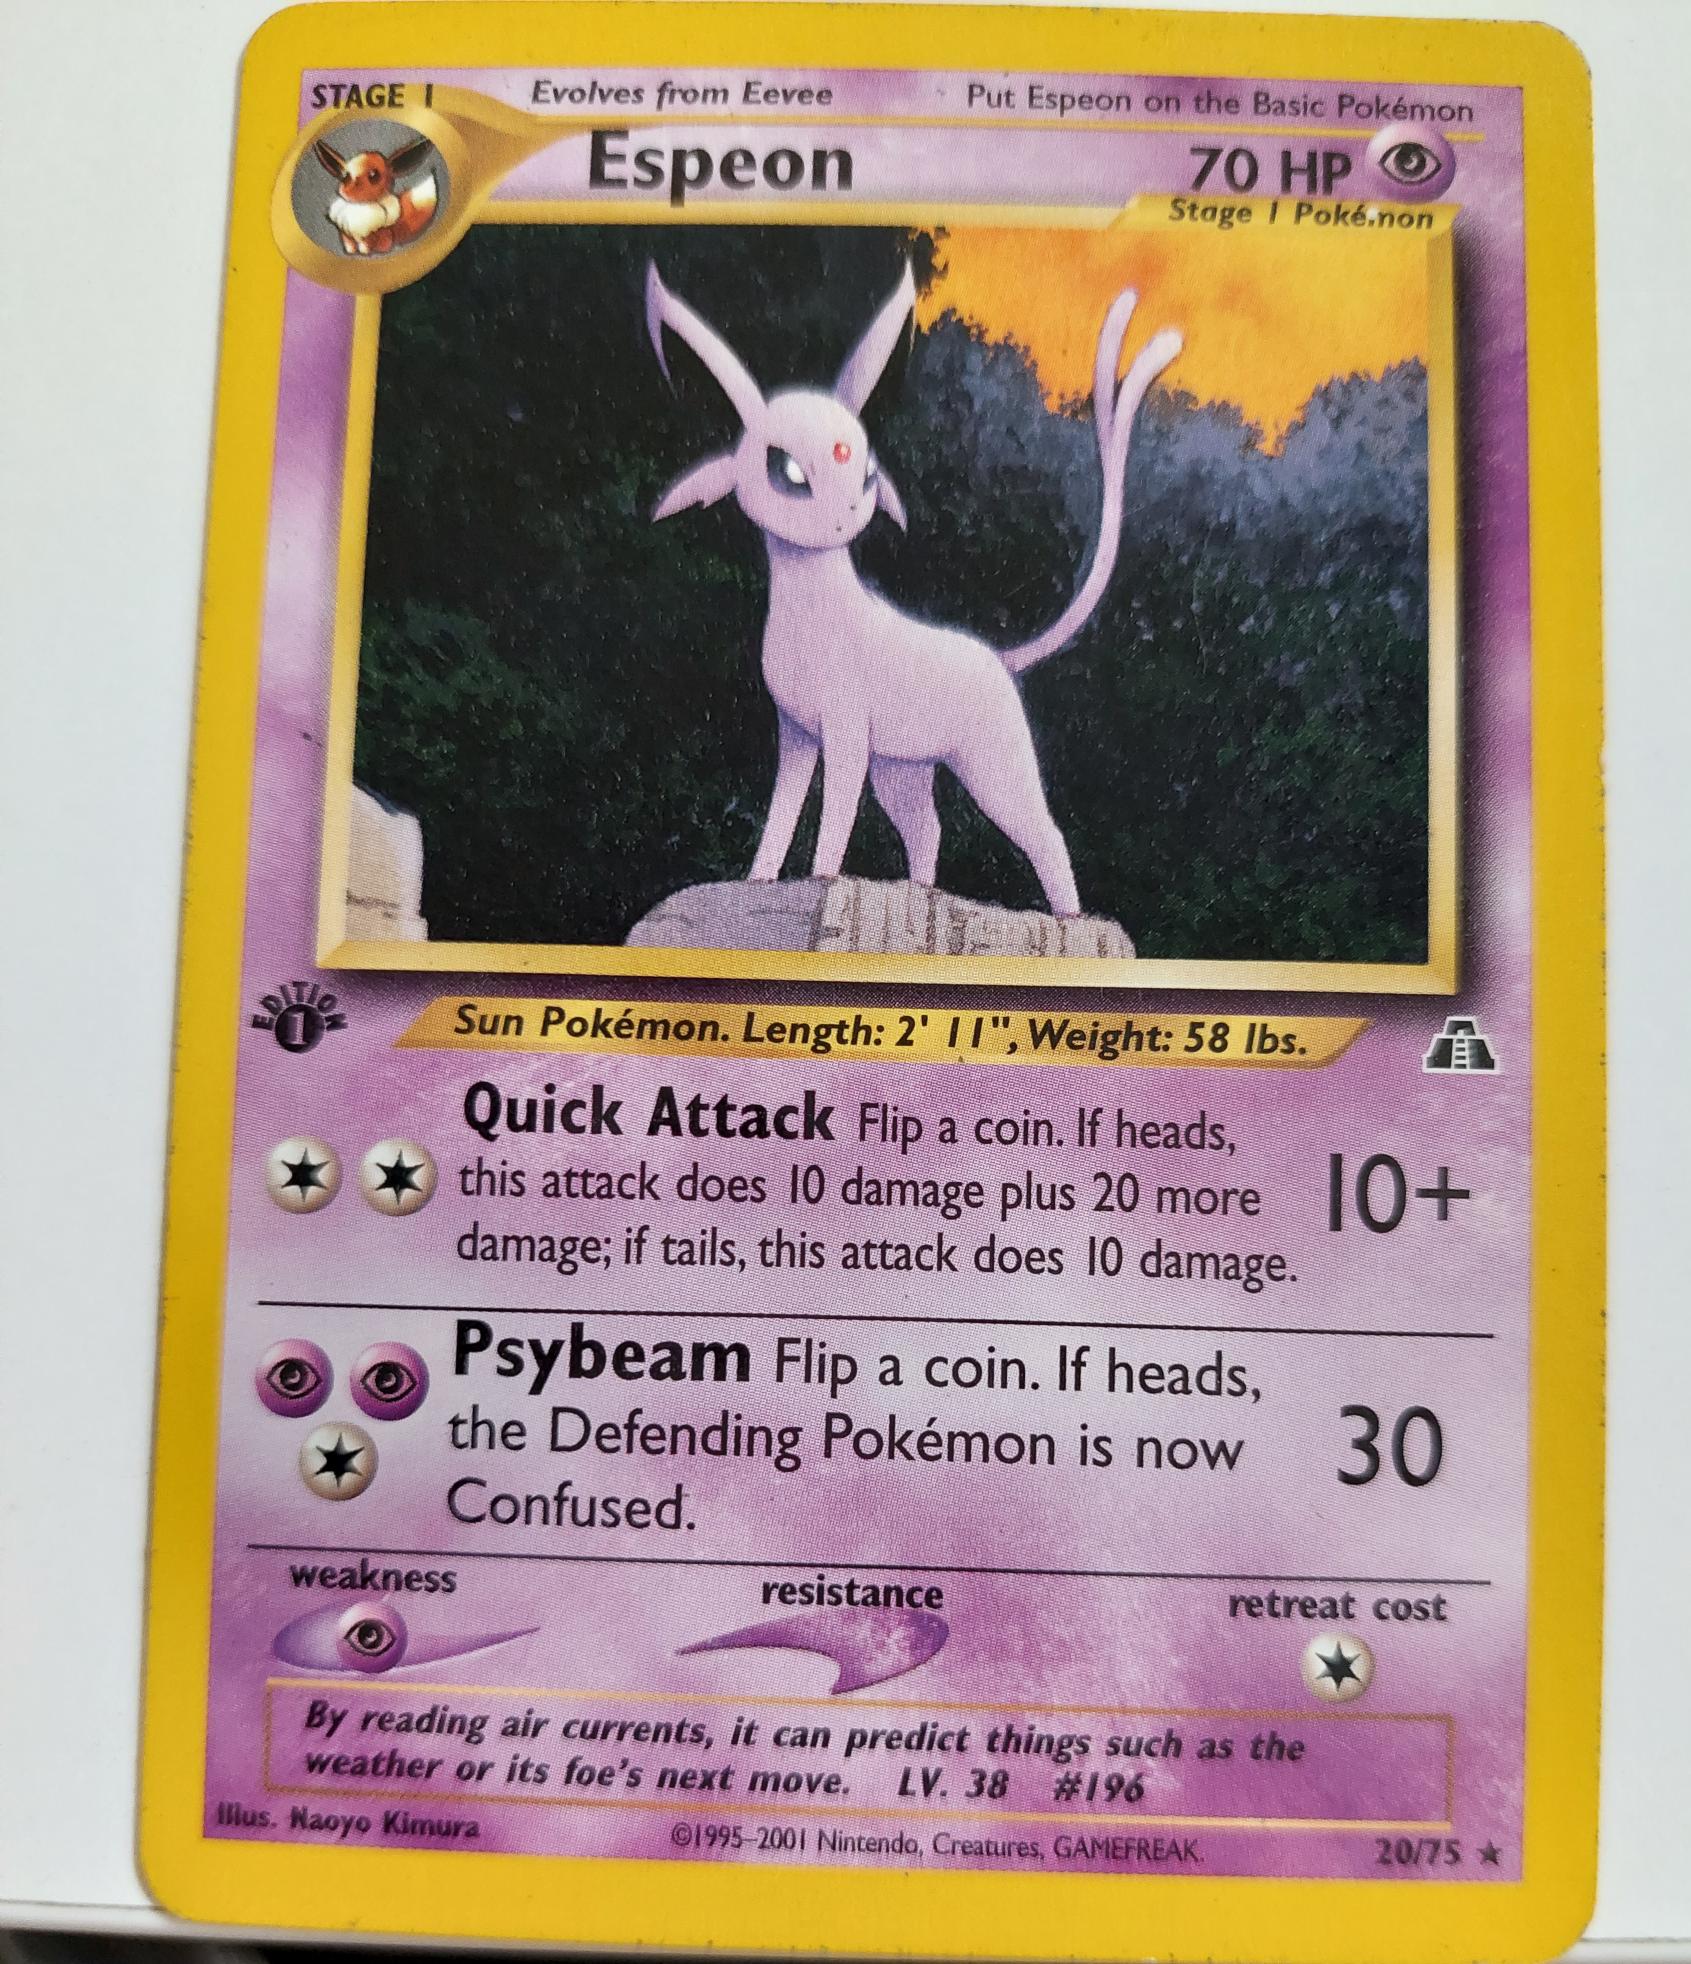 STAGE 1 Evolves from Eevee Put Espeon on the Basic Pokémon
Espeon 70 HP
Stage 1 Pokémon
EDITION
1
Sun Pokémon. Length: 2' 11", Weight: 58 lbs.
Quick Attack Flip a coin. If heads,
this attack does 10 damage plus 20 more
damage; if tails, this attack does 10 damage.
10+
Psybeam Flip a coin. If heads,
the Defending Pokémon is now
Confused.
30
weakness resistance retreat cost
By reading air currents, it can predict things such as the
weather or its foe's next move. LV. 38 #196
Illus. Naoyo Kimura ©1995-2001 Nintendo, Creatures, GAMEFREAK. 20/75 ★